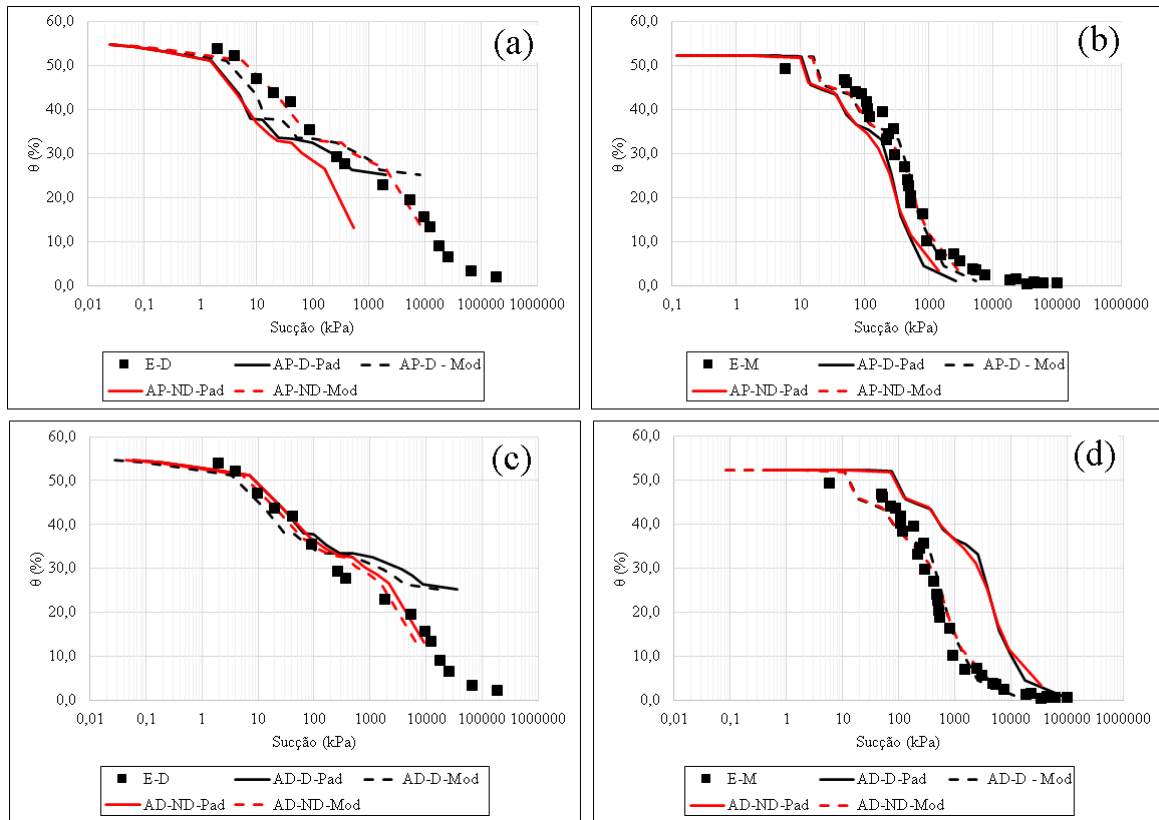 (a)
θ (%)
60,0
50,0
40,0
30,0
20,0
10,0
0,0
0,01 0,1 1 10 100 1000 10000 100000 1000000
Sucção (kPa)
E-D AP-D-Pad AP-D - Mod
AP-ND-Pad AP-ND-Mod
(b)
θ (%)
60,0
50,0
40,0
30,0
20,0
10,0
0,0
0,1 1 10 100 1000 10000 100000 1000000
Sucção (kPa)
E-M AP-D-Pad AP-D - Mod
AP-ND-Pad AP-ND-Mod
(c)
θ (%)
60,0
50,0
40,0
30,0
20,0
10,0
0,0
0,01 0,1 1 10 100 1000 10000 100000 1000000
Sucção (kPa)
E-D AD-D-Pad AD-D-Mod
AD-ND-Pad AD-ND-Mod
(d)
θ (%)
60,0
50,0
40,0
30,0
20,0
10,0
0,0
0,01 0,1 1 10 100 1000 10000 100000 1000000
Sucção (kPa)
E-M AD-D-Pad AD-D - Mod
AD-ND-Pad AD-ND-Mod